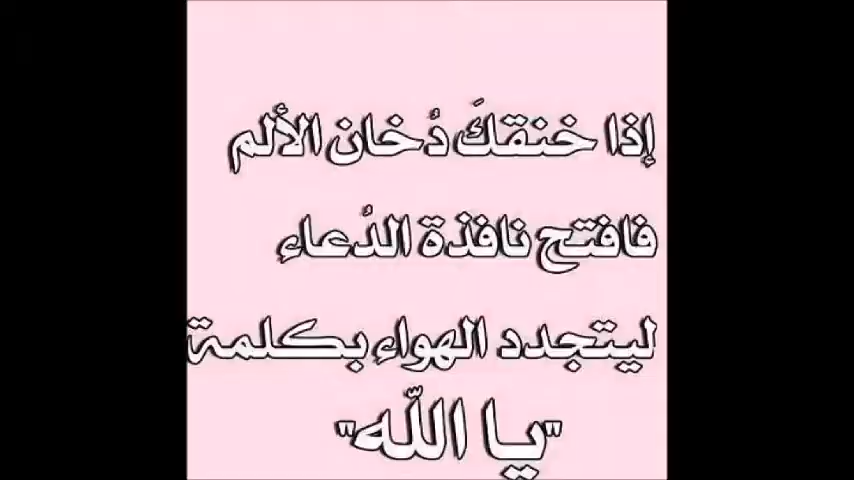 إذا خنقكَ دُخان الألم
فافتح نافذة الدُعاء
ليتجدد الهواء بكلمة
"يا اللّه"